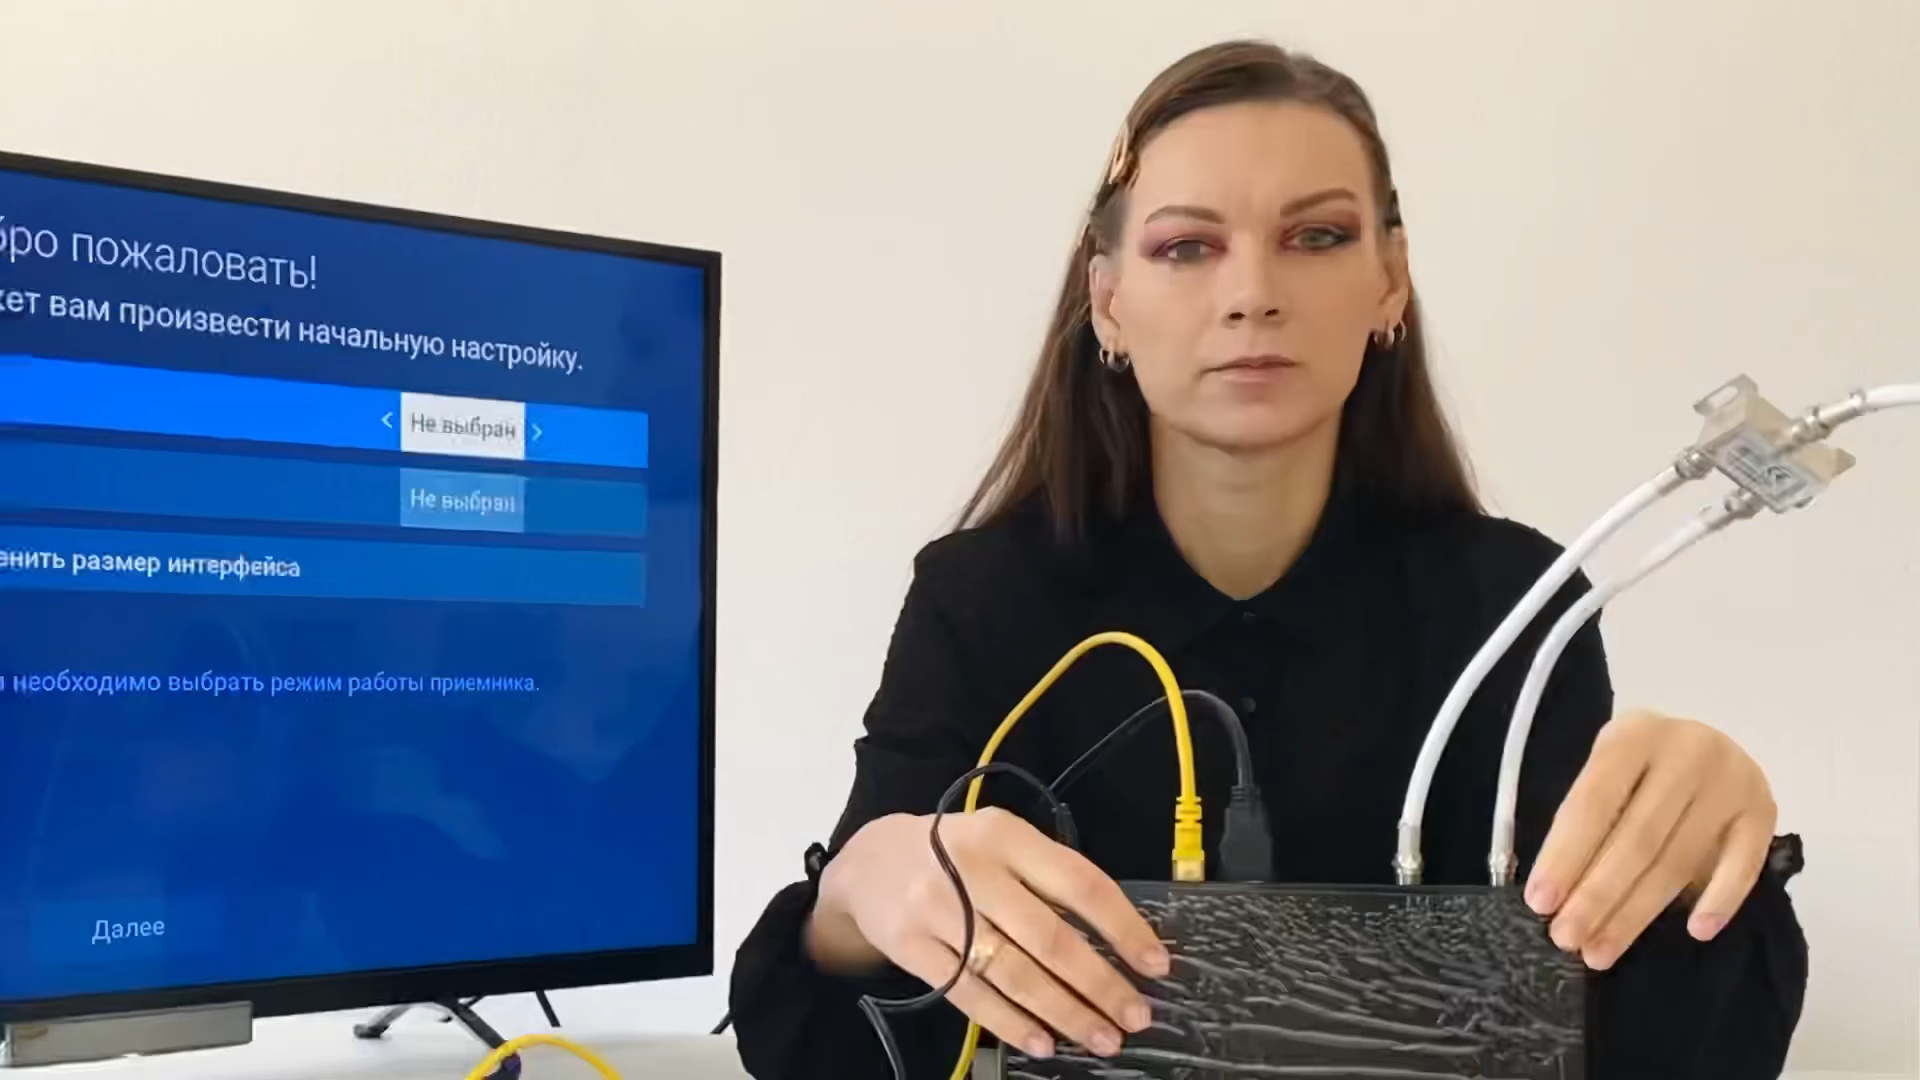 бро пожаловать!
жет вам произвести начальную настройку.
< Не выбран >
Не выбран
енить размер интерфейса
необходимо выбрать режим работы приемника.
Далее